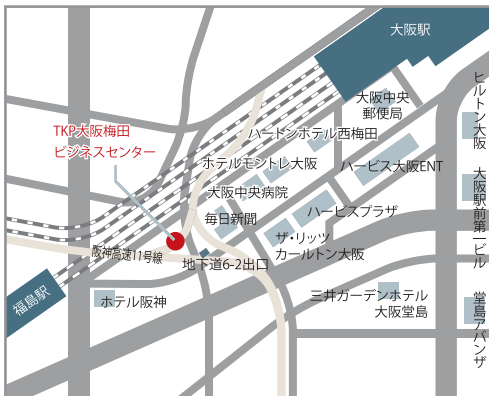 大阪駅
大阪中央
郵便局
ヒルトン大阪
TKP大阪梅田
ビジネスセンター
ハートンホテル西梅田
ホテルモントレ大阪
ハービス大阪ENT
大阪中央病院
大阪駅前第一ビル
毎日新聞
ハービスプラザ
ザ・リッツ
カールトン大阪
阪神高速11号線
地下道6-2出口
福島駅
ホテル阪神
三井ガーデンホテル
大阪堂島
堂島アバンザ